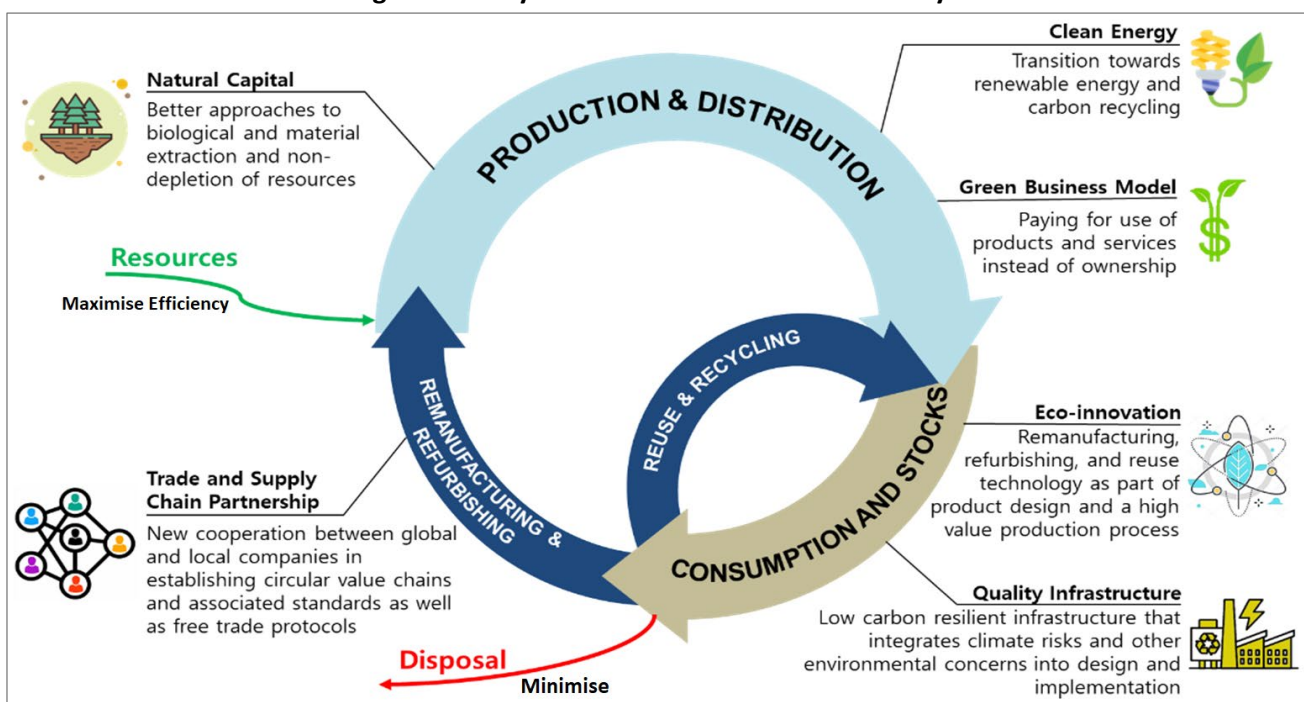 Natural Capital
Better approaches to
biological and material
extraction and non-
depletion of resources
Resources
Maximise Efficiency
PRODUCTION & DISTRIBUTION
Clean Energy
Transition towards
renewable energy and
carbon recycling
Green Business Model
Paying for use of
products and services
instead of ownership
REUSE & RECYCLING
REMANUFACTURING &
REFURBISHING
CONSUMPTION AND STOCKS
Eco-innovation
Remanufacturing,
refurbishing, and reuse
technology as part of
product design and a high
value production process
Trade and Supply
Chain Partnership
New cooperation between global
and local companies in
establishing circular value chains
and associated standards as well
as free trade protocols
Quality Infrastructure
Low carbon resilient infrastructure that
integrates climate risks and other
environmental concerns into design and
implementation
Disposal
Minimise